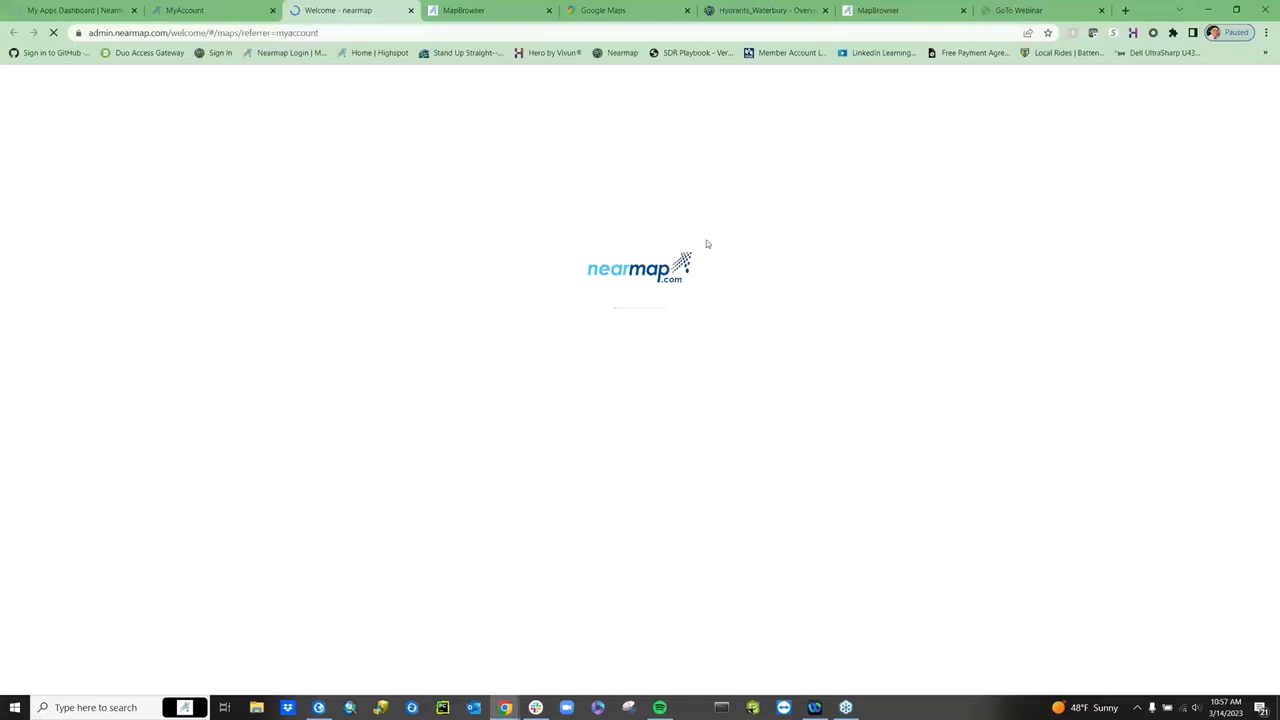 My Apps Dashboard | Nearm
MyAccount
Welcome - nearmap
MapBrowser
Google Maps
Hydrants_Waterbury - Overvi
MapBrowser
GoTo Webinar
admin.nearmap.com/welcome/#/maps/referrer=myaccount
Paused
Sign in to GitHub ·...
Duo Access Gateway
Sign In
Nearmap Login | M...
Home | Highspot
Stand Up Straight--...
Hero by Vivun®
Nearmap
SDR Playbook - Ver...
Member Account L...
LinkedIn Learning...
Free Payment Agre...
Local Rides | Batten...
Dell UltraSharp U43...
»
nearmap
.com
Type here to search
48°F Sunny
10:57 AM
3/14/2023
21